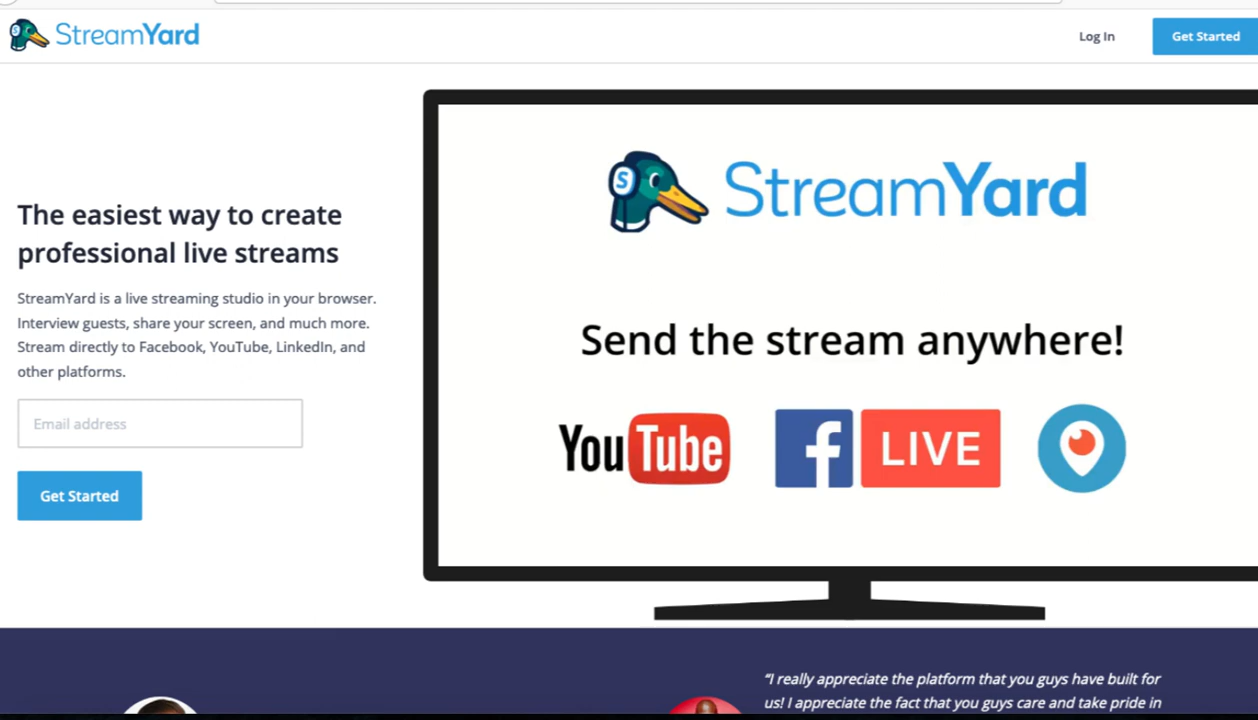 StreamYard
Log In
Get Started
The easiest way to create
professional live streams
StreamYard is a live streaming studio in your browser.
Interview guests, share your screen, and much more.
Stream directly to Facebook, YouTube, LinkedIn, and
other platforms.
Email address
Get Started
S StreamYard
Send the stream anywhere!
YouTube f LIVE
"I really appreciate the platform that you guys have built for
us! I appreciate the fact that you guys care and take pride in